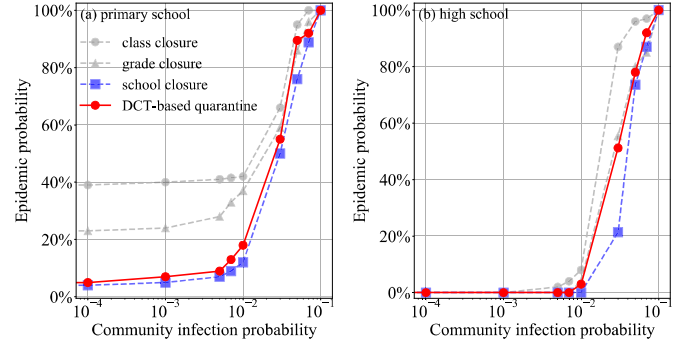 (a) primary school
class closure
grade closure
school closure
DCT-based quarantine
Epidemic probability
100%
80%
60%
40%
20%
0%
10⁻⁴ 10⁻³ 10⁻² 10⁻¹
Community infection probability
(b) high school
Epidemic probability
100%
80%
60%
40%
20%
0%
10⁻⁴ 10⁻³ 10⁻² 10⁻¹
Community infection probability